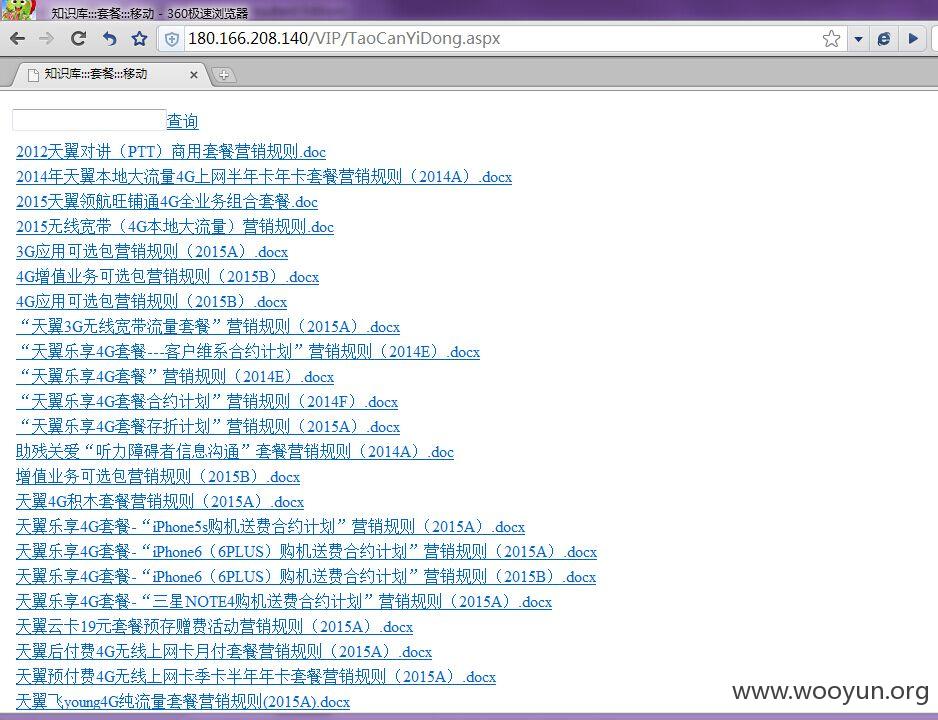 知识库:::套餐:::移动 - 360极速浏览器
180.166.208.140/VIP/TaoCanYiDong.aspx
知识库:::套餐:::移动
查询
2012天翼对讲（PTT）商用套餐营销规则.doc
2014年天翼本地大流量4G上网半年卡年卡套餐营销规则（2014A）.docx
2015天翼领航旺铺通4G全业务组合套餐.doc
2015无线宽带（4G本地大流量）营销规则.doc
3G应用可选包营销规则（2015A）.docx
4G增值业务可选包营销规则（2015B）.docx
4G应用可选包营销规则（2015B）.docx
“天翼3G无线宽带流量套餐”营销规则（2015A）.docx
“天翼乐享4G套餐---客户维系合约计划”营销规则（2014E）.docx
“天翼乐享4G套餐”营销规则（2014E）.docx
“天翼乐享4G套餐合约计划”营销规则（2014F）.docx
“天翼乐享4G套餐存折计划”营销规则（2015A）.docx
助残关爱“听力障碍者信息沟通”套餐营销规则（2014A）.doc
增值业务可选包营销规则（2015B）.docx
天翼4G积木套餐营销规则（2015A）.docx
天翼乐享4G套餐-“iPhone5s购机送费合约计划”营销规则（2015A）.docx
天翼乐享4G套餐-“iPhone6（6PLUS）购机送费合约计划”营销规则（2015A）.docx
天翼乐享4G套餐-“iPhone6（6PLUS）购机送费合约计划”营销规则（2015B）.docx
天翼乐享4G套餐-“三星NOTE4购机送费合约计划”营销规则（2015A）.docx
天翼云卡19元套餐预存赠费活动营销规则（2015A）.docx
天翼后付费4G无线上网卡月付套餐营销规则（2015A）.docx
天翼预付费4G无线上网卡季卡半年年卡套餐营销规则（2015A）.docx
天翼飞young4G纯流量套餐营销规则(2015A).docx
www.wooyun.org